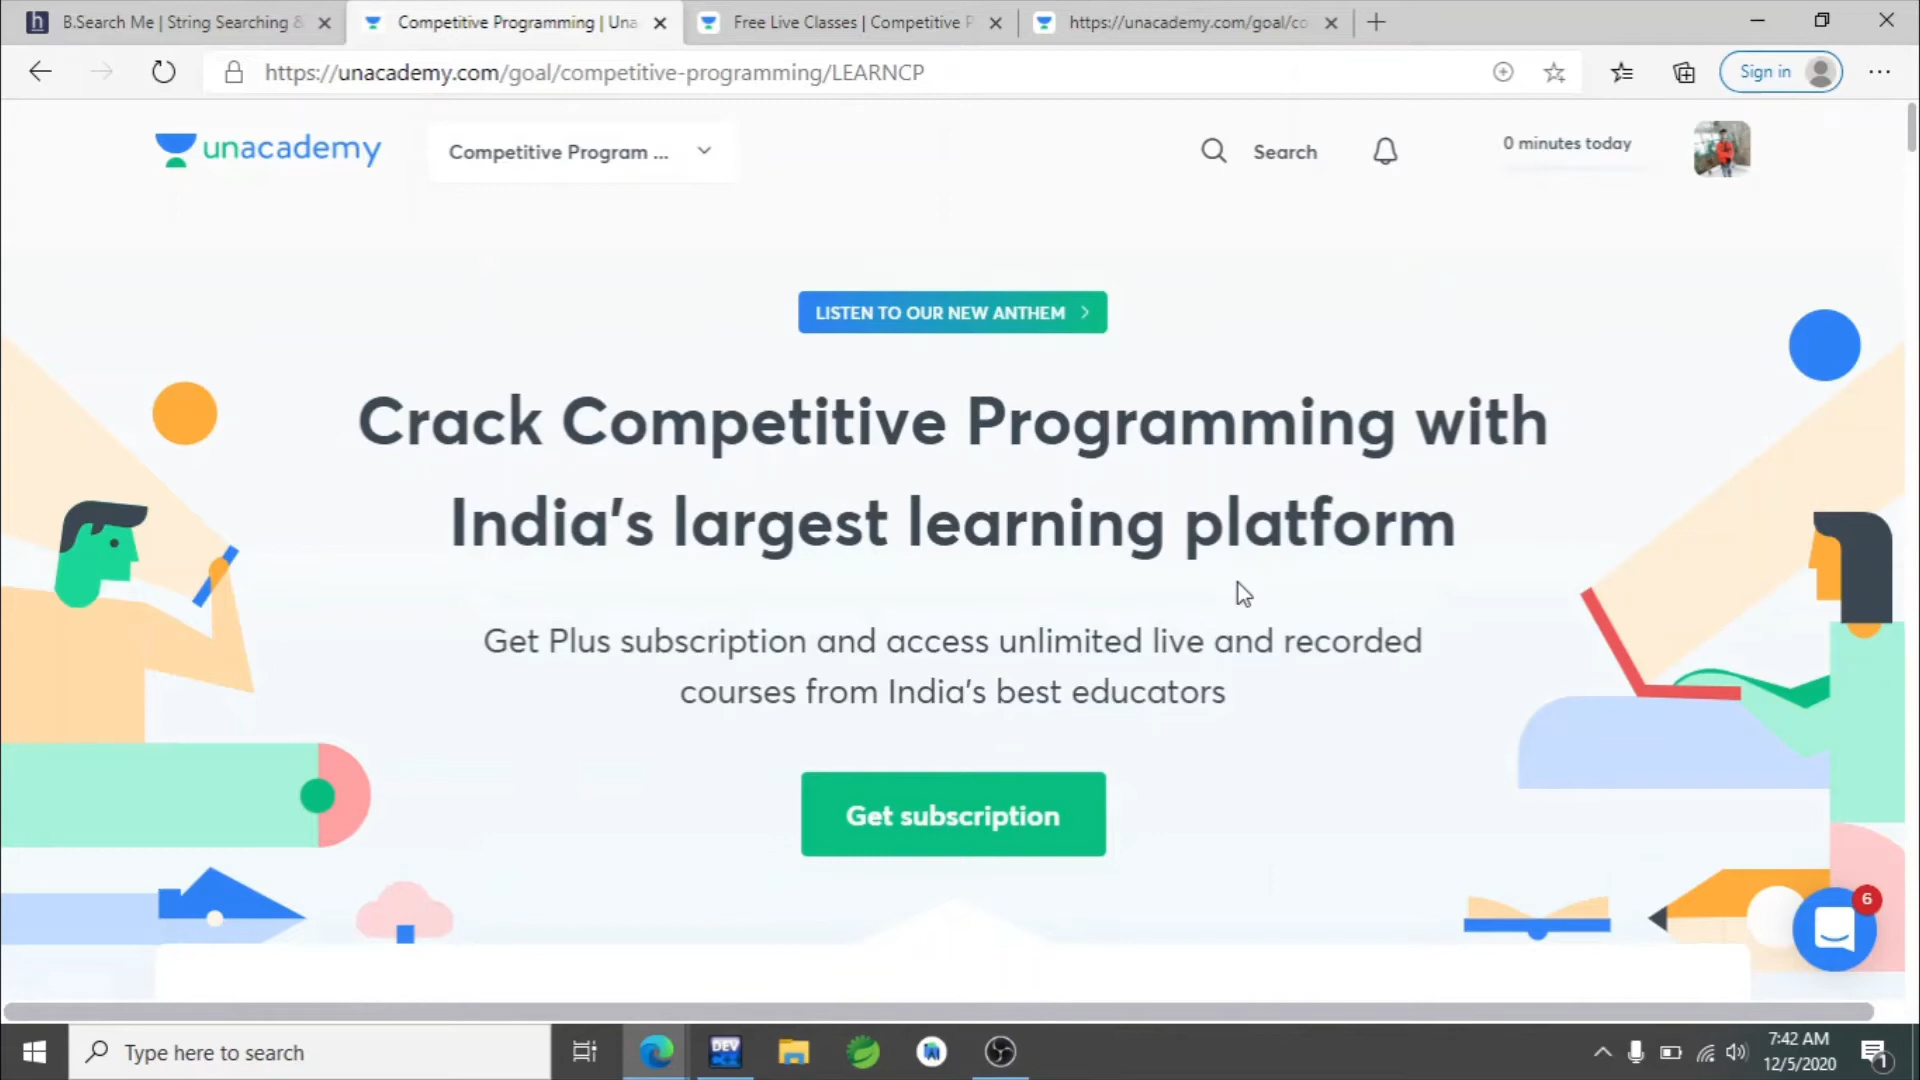 B.Search Me | String Searching &
Competitive Programming | Una
Free Live Classes | Competitive P
https://unacademy.com/goal/co
https://unacademy.com/goal/competitive-programming/LEARNCP
Sign in
unacademy
Competitive Program ...
Search
0 minutes today
LISTEN TO OUR NEW ANTHEM
Crack Competitive Programming with
India's largest learning platform
Get Plus subscription and access unlimited live and recorded
courses from India's best educators
Get subscription
6
Type here to search
DEV
7:42 AM
12/5/2020
1